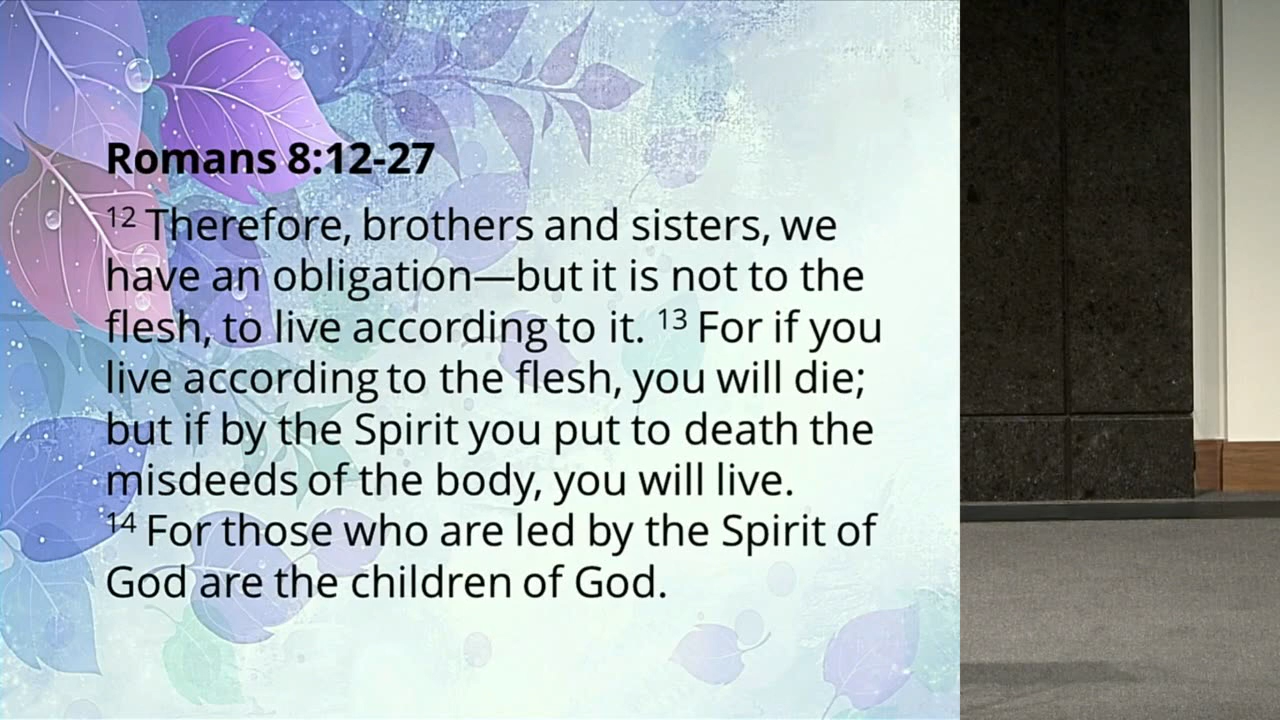 Romans 8:12-27
12 Therefore, brothers and sisters, we
have an obligation—but it is not to the
flesh, to live according to it. 13 For if you
live according to the flesh, you will die;
but if by the Spirit you put to death the
misdeeds of the body, you will live.
14 For those who are led by the Spirit of
God are the children of God.